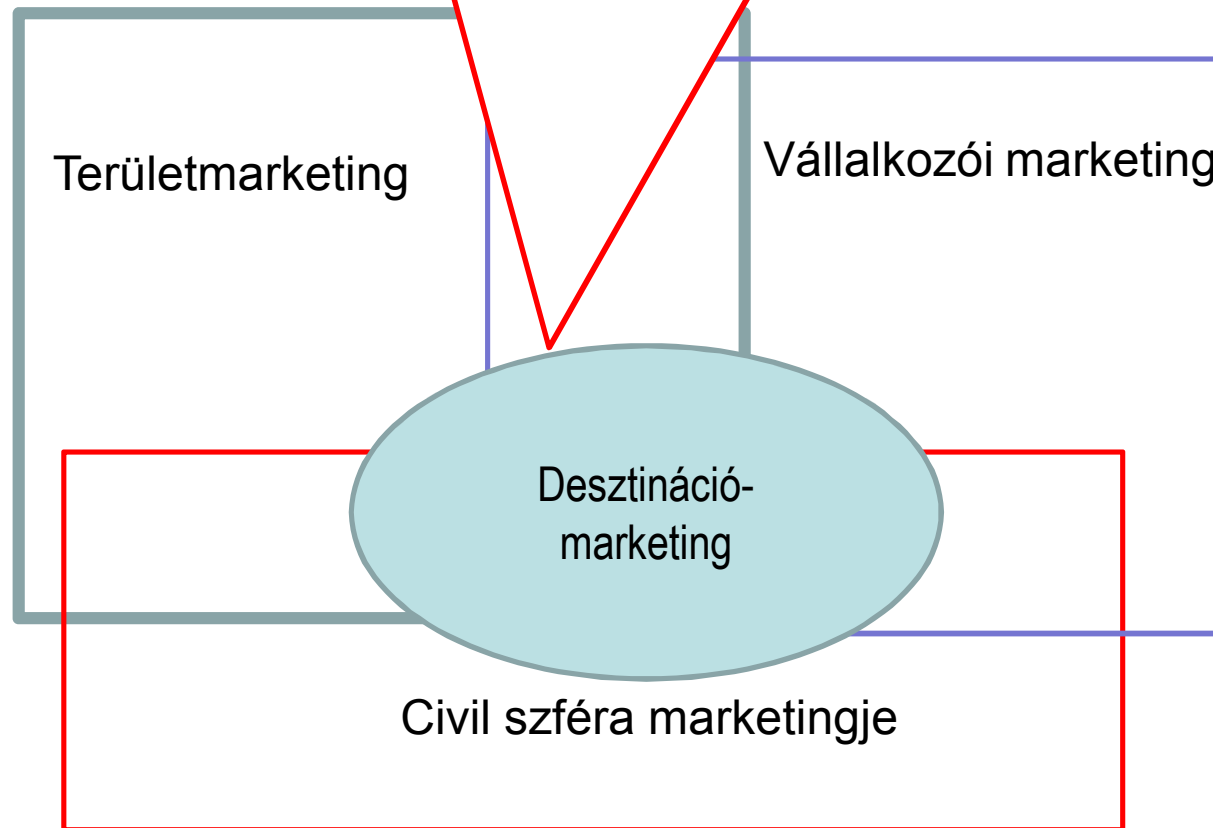 Területmarketing
Vállalkozói marketing
Desztináció-
marketing
Civil szféra marketingje